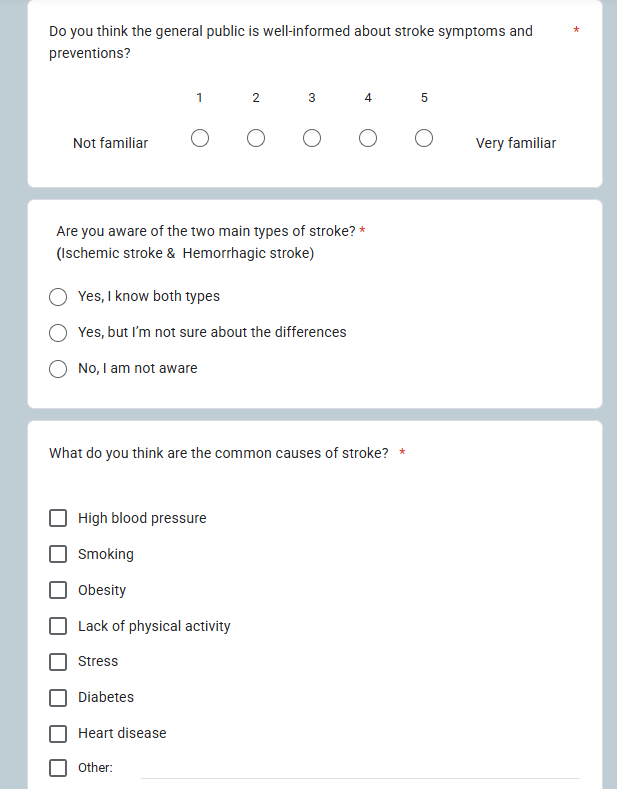 Do you think the general public is well-informed about stroke symptoms and *
preventions?
1 2 3 4 5
Not familiar Very familiar
Are you aware of the two main types of stroke? *
(Ischemic stroke & Hemorrhagic stroke)
Yes, I know both types
Yes, but I’m not sure about the differences
No, I am not aware
What do you think are the common causes of stroke? *
High blood pressure
Smoking
Obesity
Lack of physical activity
Stress
Diabetes
Heart disease
Other: